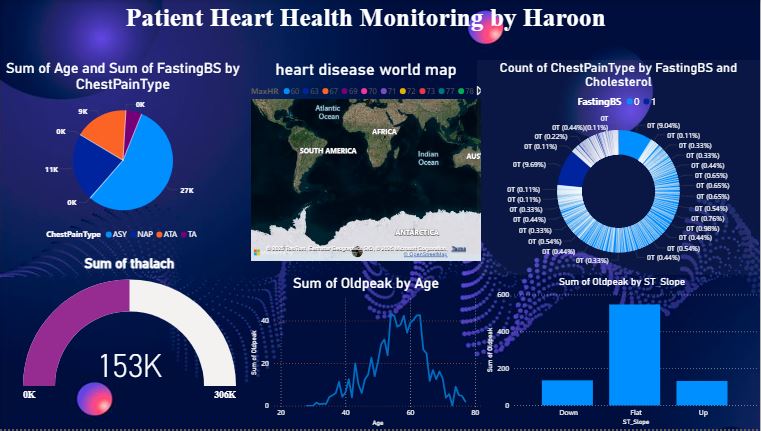 Patient Heart Health Monitoring by Haroon
Sum of Age and Sum of FastingBS by
ChestPainType
0K
9K
0K
11K
0K
27K
ChestPainType ASY NAP ATA TA
heart disease world map
MaxHR 60 63 67 69 70 71 72 73 77 78
Atlantic
Ocean
AFRICA
SOUTH AMERICA
Indian
Ocean
AUS
ANTARCTICA
© OpenStreetMap
Terms
Count of ChestPainType by FastingBS and
Cholesterol
FastingBS 0 1
0T
0T (0.44%)
(0.11%)
0T (9.04%)
0T (0.22%)
0T (0.11%)
0T (0.11%)
0T (0.33%)
0T (0.33%)
0T (9.69%)
0T (0.44%)
0T (0.65%)
0T (0.65%)
0T (0.11%)
0T (0.65%)
0T (0.11%)
0T (0.54%)
0T (0.33%)
0T (0.76%)
0T (0.44%)
0T (0.98%)
0T (0.33%)
0T (0.44%)
0T (0.54%)
0T (0.54%)
0T (0.44%)
0T (0.44%)
0T (0.33%)
Sum of thalach
153K
0K
306K
Sum of Oldpeak by Age
Sum of Oldpeak
40
20
0
20
40
60
80
Age
Sum of Oldpeak by ST_Slope
Sum of Oldpeak
600
400
200
0
Down
Flat
Up
ST_Slope